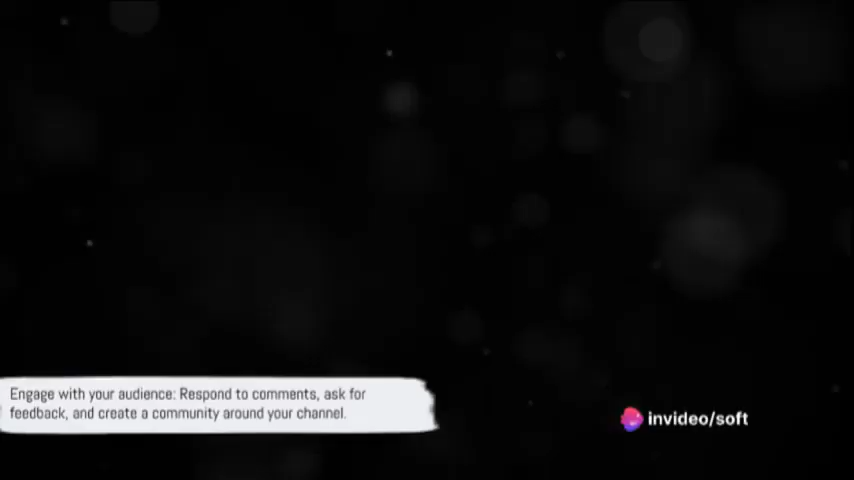 Engage with your audience: Respond to comments, ask for
feedback, and create a community around your channel.
invideo/soft